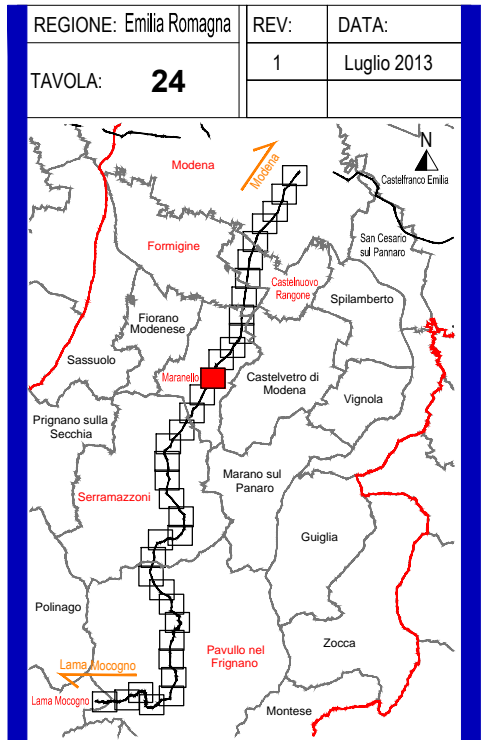 REGIONE: Emilia Romagna
REV:
DATA:
TAVOLA: 24
1
Luglio 2013
Modena
Modena
N
Castelfranco Emilia
San Cesario
sul Pannaro
Formigine
Castelnuovo
Rangone
Spilamberto
Fiorano
Modenese
Sassuolo
Maranello
Castelvetro di
Modena
Vignola
Prignano sulla
Secchia
Marano sul
Panaro
Serramazzoni
Guiglia
Polinago
Zocca
Pavullo nel
Frignano
Lama Mocogno
Lama Mocogno
Montese